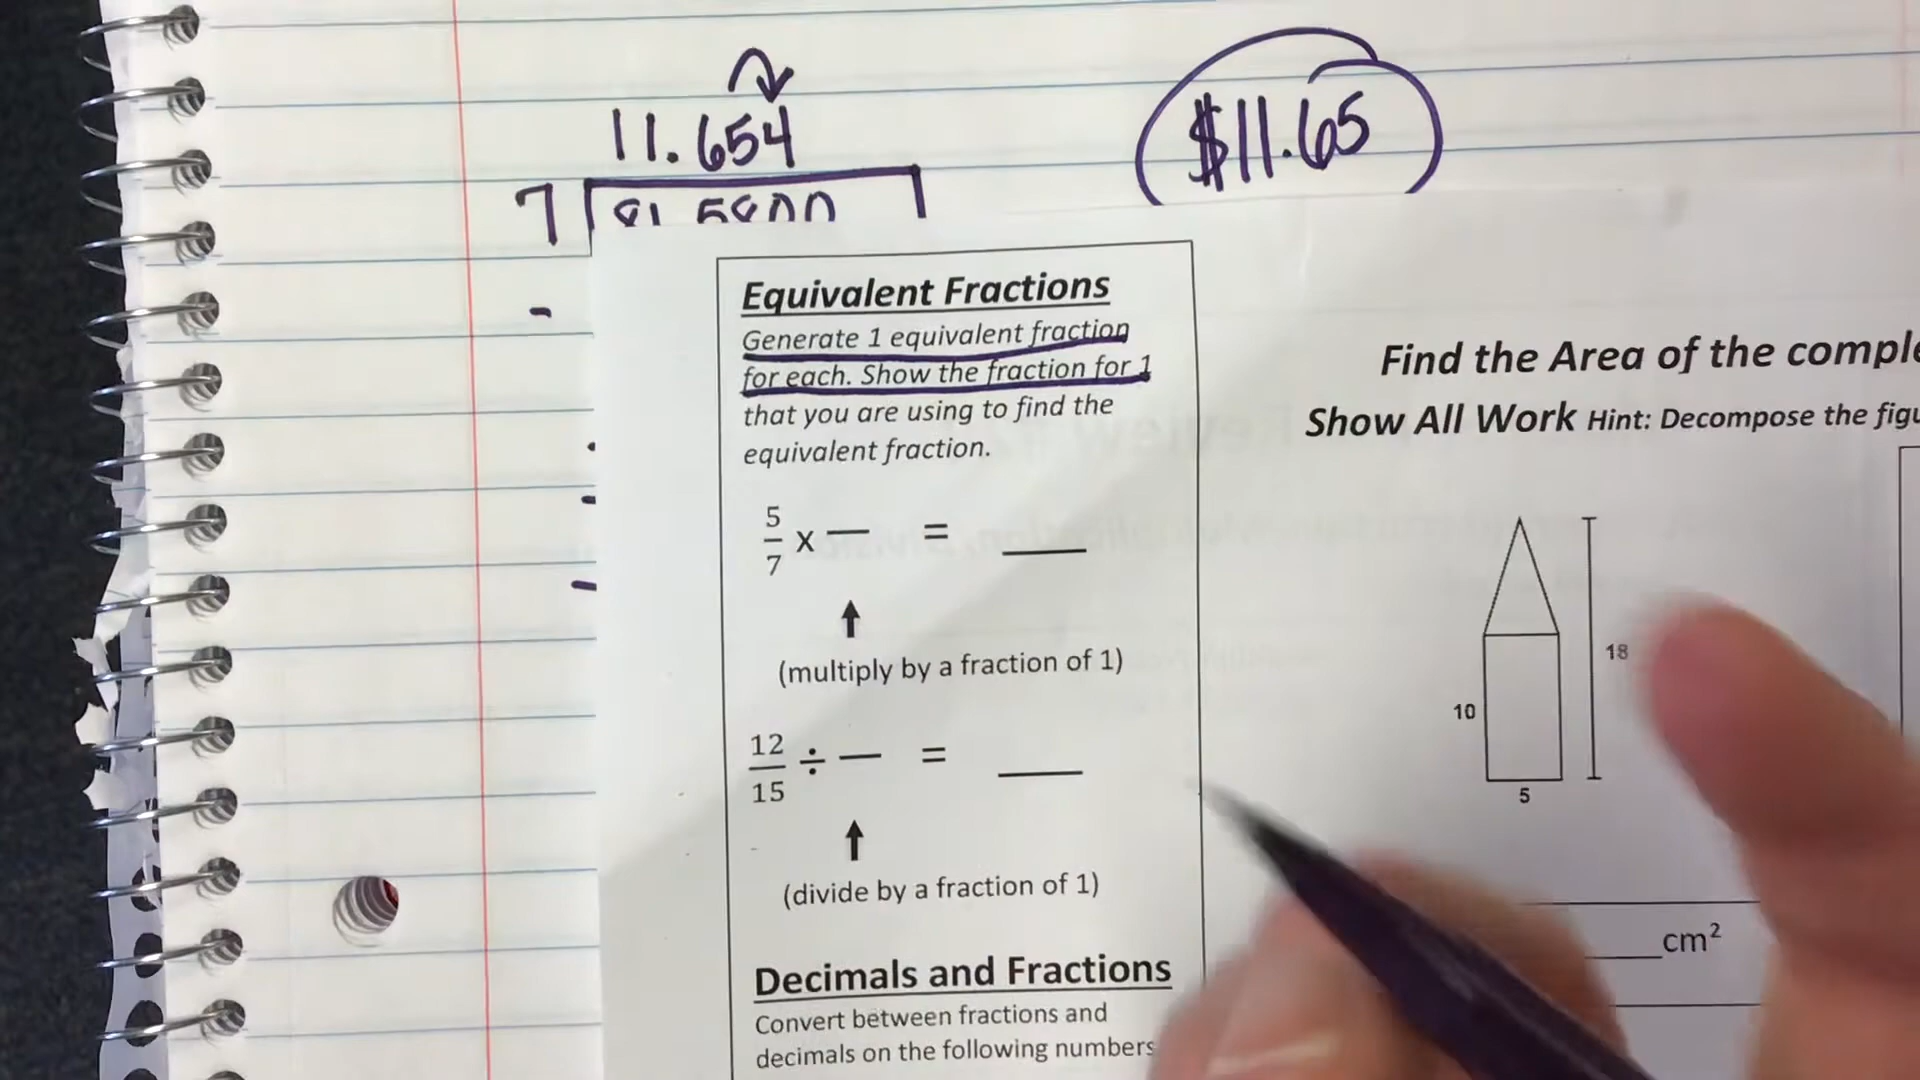 11.654
$11.65
7
Equivalent Fractions
Generate 1 equivalent fraction
for each. Show the fraction for 1
that you are using to find the
equivalent fraction.
5/7 x — = ____
(multiply by a fraction of 1)
12/15 ÷ — = ____
(divide by a fraction of 1)
Decimals and Fractions
Convert between fractions and
decimals on the following numbers
Find the Area of the comple
Show All Work Hint: Decompose the figu
18
10
5
____cm²